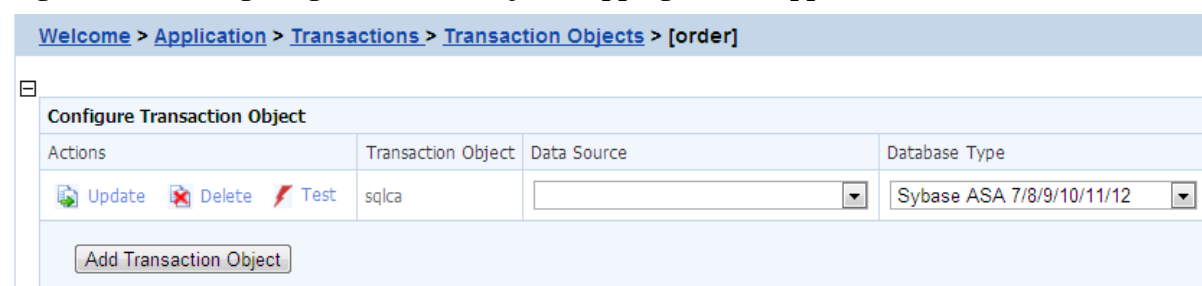 Welcome > Application > Transactions > Transaction Objects > [order]
Configure Transaction Object
Actions Transaction Object Data Source Database Type
Update Delete Test sqlca Sybase ASA 7/8/9/10/11/12
Add Transaction Object